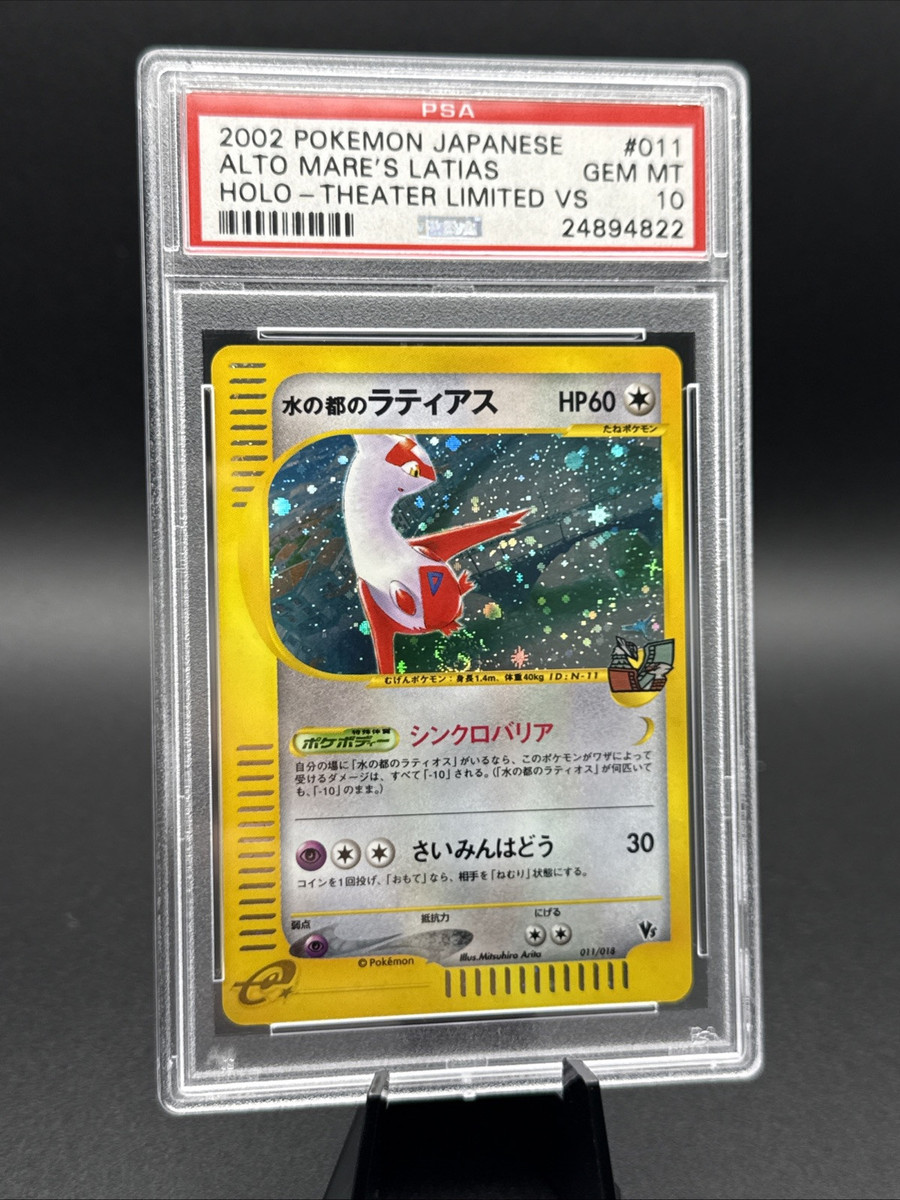 PSA
2002 POKEMON JAPANESE #011
ALTO MARE'S LATIAS GEM MT
HOLO-THEATER LIMITED VS 10
24894822
水の都のラティアス HP60
たねポケモン
むげんポケモン：身長1.4m、体重40kg ID:N-11
特殊体質
ポケボディー シンクロバリア
自分の場に「水の都のラティオス」がいるなら、このポケモンがワザによって
受けるダメージは、すべて「-10」される。（「水の都のラティオス」が何匹いて
も、「-10」のまま。）
さいみんはどう 30
コインを1回投げ、「おもて」なら、相手を「ねむり」状態にする。
弱点 抵抗力 にげる
VS
©Pokémon Illus.Mitsuhiro Arita 011/018
e